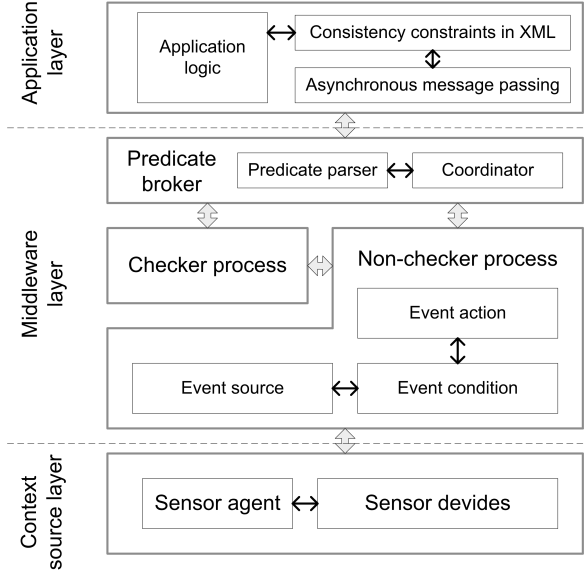 Application
layer
Application
logic
Consistency constraints in XML
Asynchronous message passing
Middleware
layer
Predicate
broker
Predicate parser
Coordinator
Checker process
Non-checker process
Event action
Event source
Event condition
Context
source layer
Sensor agent
Sensor devides